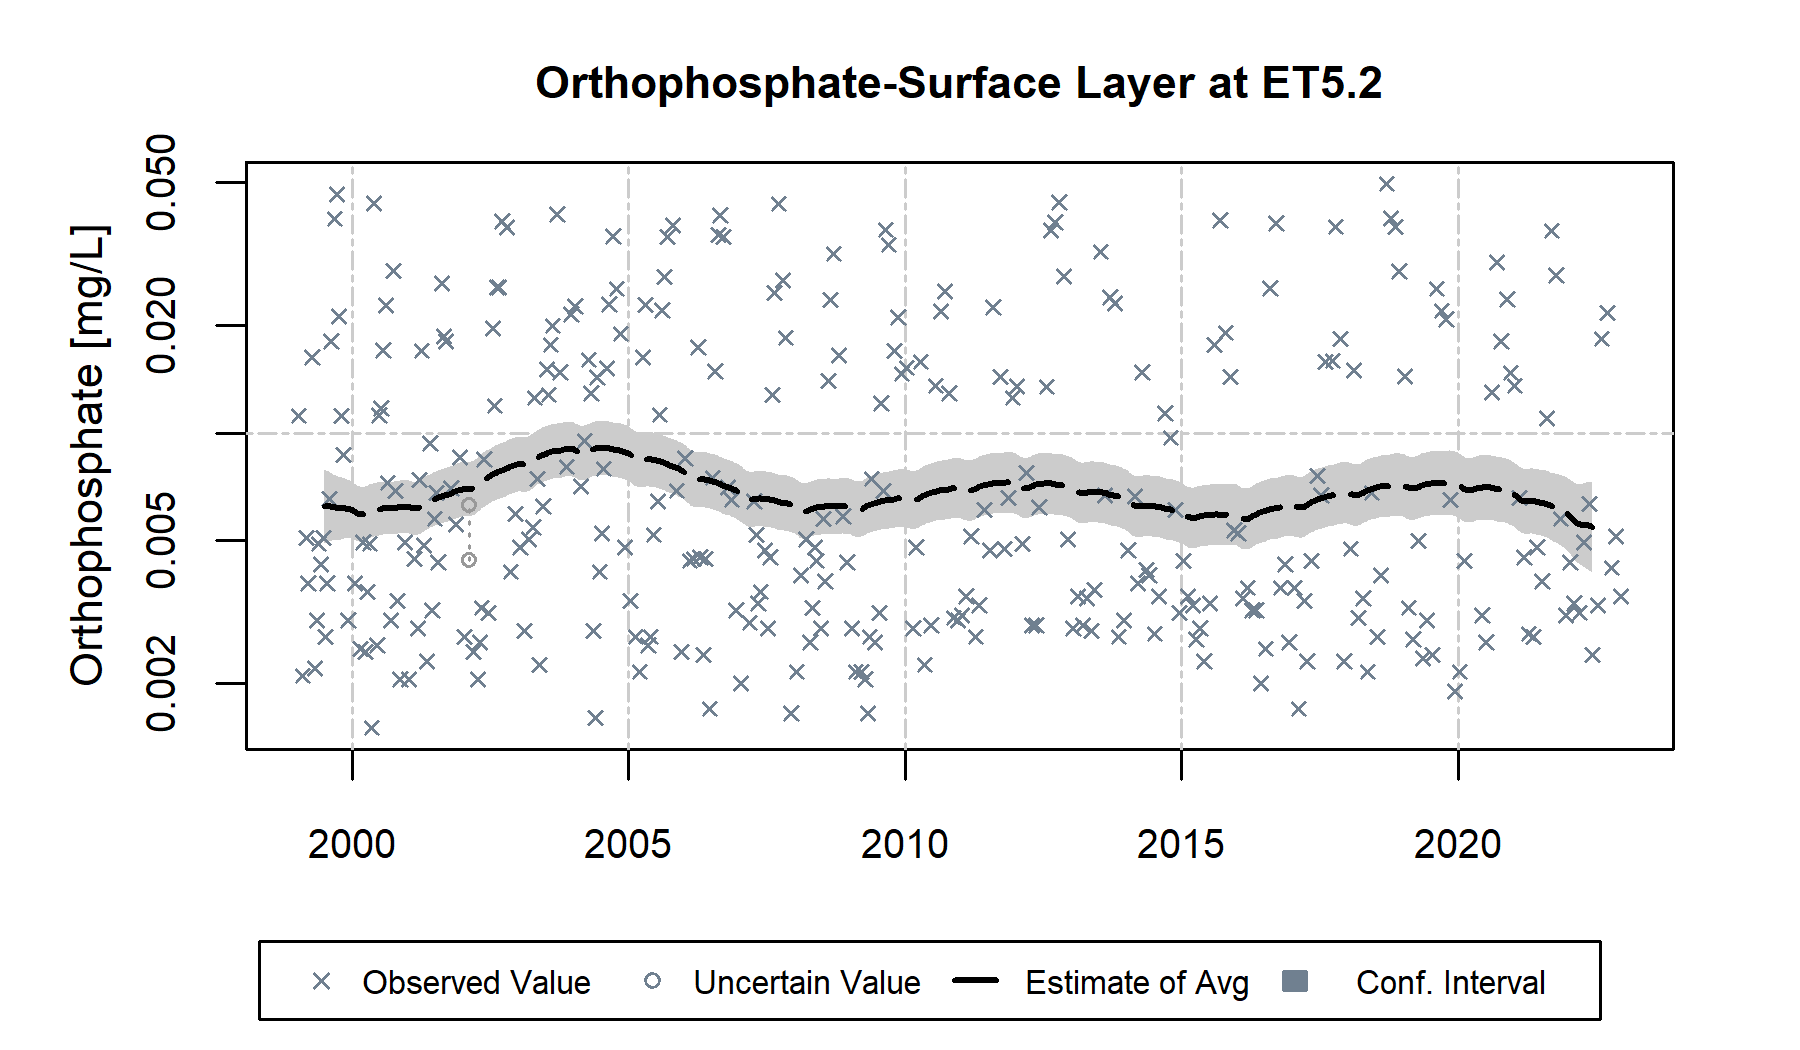 Orthophosphate-Surface Layer at ET5.2
Orthophosphate [mg/L]
0.050
0.020
0.005
0.002
2000 2005 2010 2015 2020
Observed Value Uncertain Value Estimate of Avg Conf. Interval